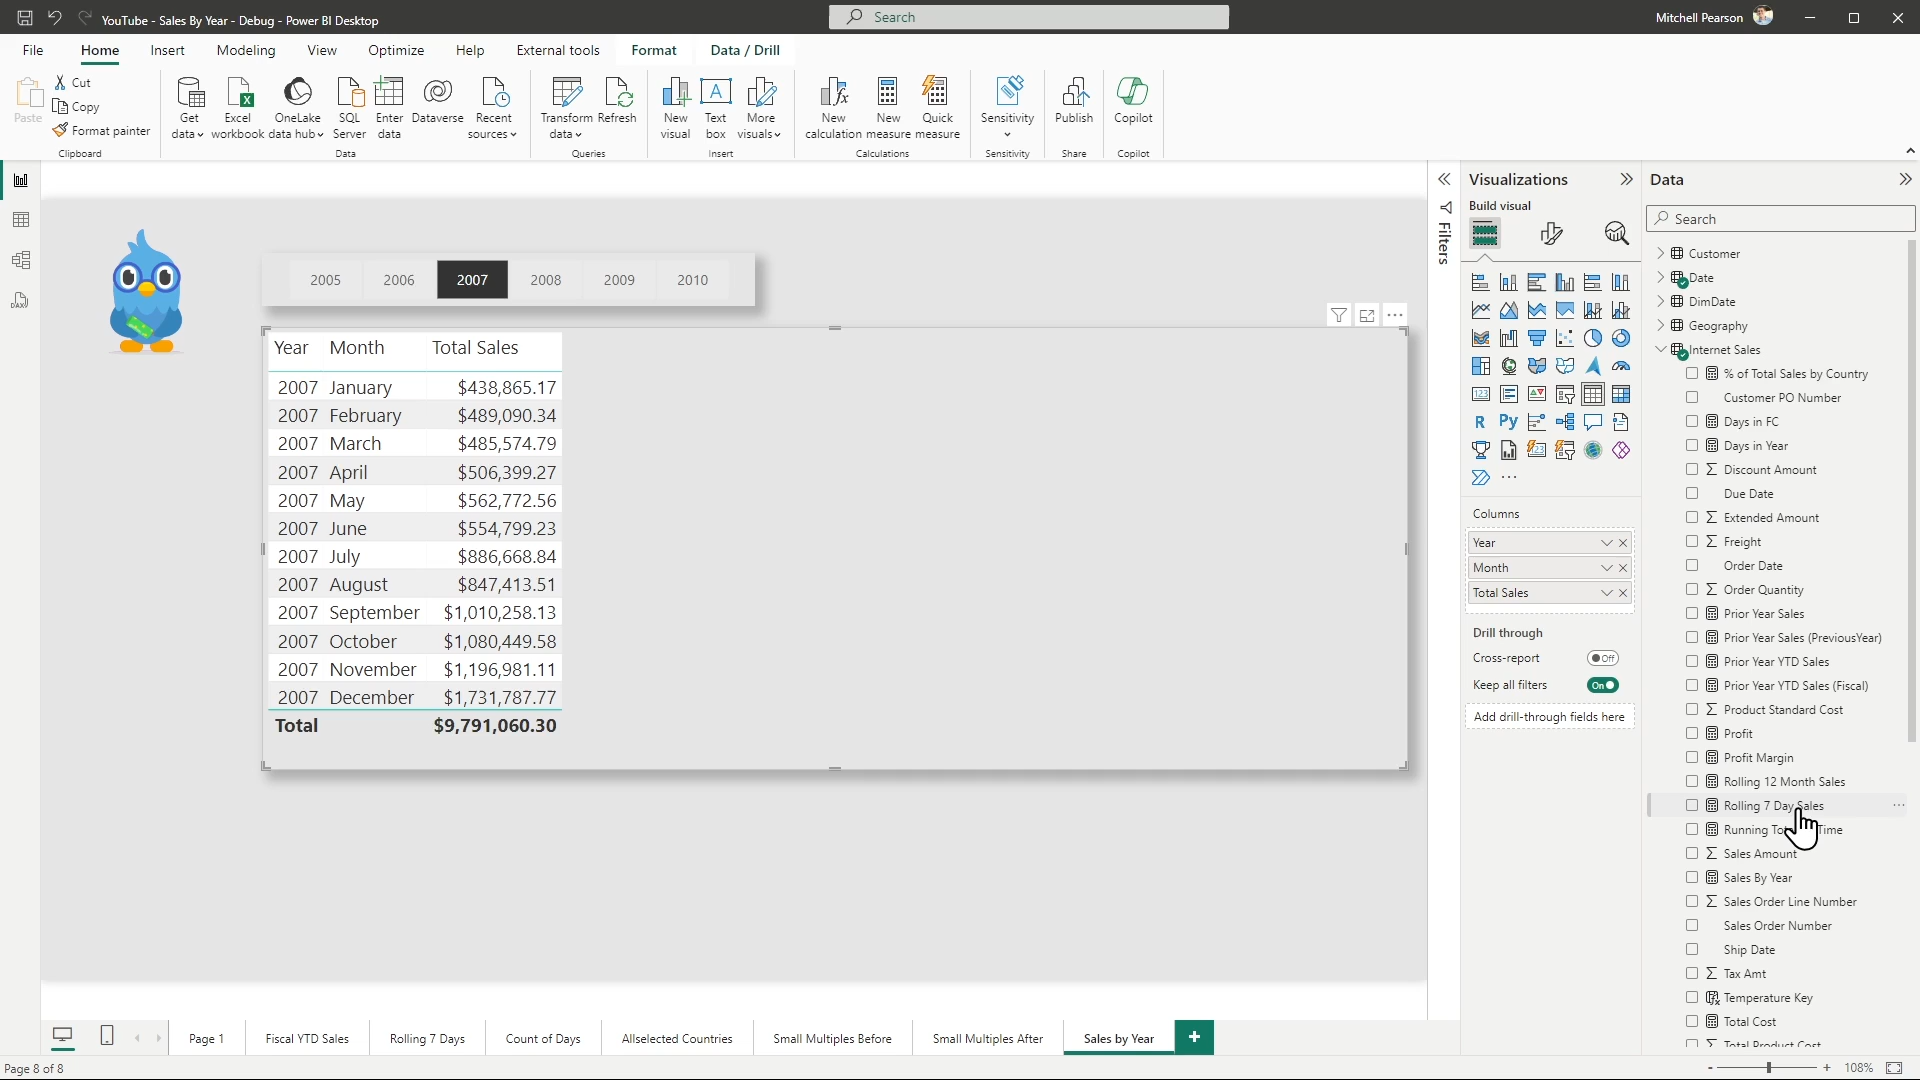 YouTube - Sales By Year - Debug - Power BI Desktop
Search
Mitchell Pearson
File Home Insert Modeling View Optimize Help External tools Format Data / Drill
Paste
Cut
Copy
Format painter
Clipboard
Get data
Excel workbook
OneLake data hub
SQL Server
Enter data
Dataverse
Recent sources
Data
Transform data
Refresh
Queries
New visual
Text box
More visuals
Insert
New calculation
New measure
Quick measure
Calculations
Sensitivity
Sensitivity
Publish
Share
Copilot
Copilot
DAX
2005 2006 2007 2008 2009 2010
Year Month Total Sales
2007 January $438,865.17
2007 February $489,090.34
2007 March $485,574.79
2007 April $506,399.27
2007 May $562,772.56
2007 June $554,799.23
2007 July $886,668.84
2007 August $847,413.51
2007 September $1,010,258.13
2007 October $1,080,449.58
2007 November $1,196,981.11
2007 December $1,731,787.77
Total $9,791,060.30
Filters
Visualizations
Build visual
123
R Py
Columns
Year
Month
Total Sales
Drill through
Cross-report Off
Keep all filters On
Add drill-through fields here
Data
Search
Customer
Date
DimDate
Geography
Internet Sales
% of Total Sales by Country
Customer PO Number
Days in FC
Days in Year
Discount Amount
Due Date
Extended Amount
Freight
Order Date
Order Quantity
Prior Year Sales
Prior Year Sales (PreviousYear)
Prior Year YTD Sales
Prior Year YTD Sales (Fiscal)
Product Standard Cost
Profit
Profit Margin
Rolling 12 Month Sales
Rolling 7 Day Sales
Running To Time
Sales Amount
Sales By Year
Sales Order Line Number
Sales Order Number
Ship Date
Tax Amt
Temperature Key
Total Cost
Total Product Cost
Page 1 Fiscal YTD Sales Rolling 7 Days Count of Days Allselected Countries Small Multiples Before Small Multiples After Sales by Year +
Page 8 of 8
- + 108%